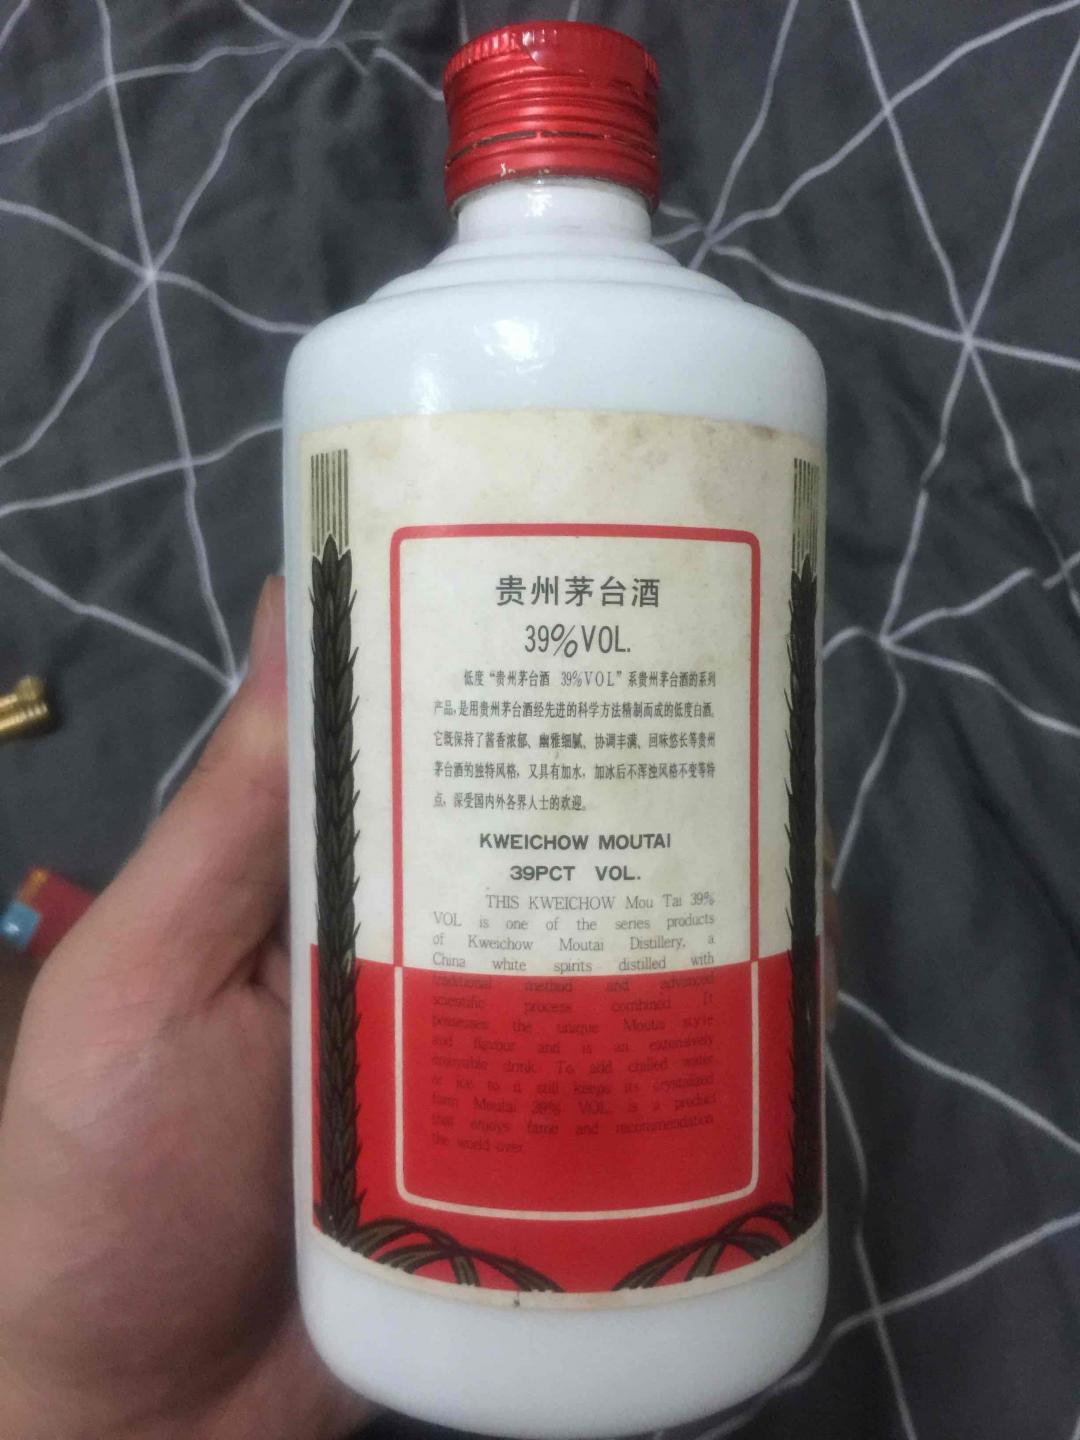 贵州茅台酒
39%VOL.
低度“贵州茅台酒 39%VOL”系贵州茅台酒的系列
产品,是用贵州茅台酒经先进的科学方法精制而成的低度白酒。
它既保持了酱香浓郁、幽雅细腻、协调丰满、回味悠长等贵州
茅台酒的独特风格，又具有加水，加冰后不浑浊风格不变等特
点，深受国内外各界人士的欢迎。
KWEICHOW MOUTAI
39PCT VOL.
THIS KWEICHOW Mou Tai 39%
VOL is one of the series products
of Kweichow Moutai Distillery, a
China white spirits distilled with
traditional method and advanced
scientific process combined. It
possesses the unique Moutai style
and flavour and is an extensively
enjoyable drink. To add chilled water
or ice to it still keeps its crystalized
form Moutai 39% VOL. is a product
that enjoys fame and recommendation
the world over.